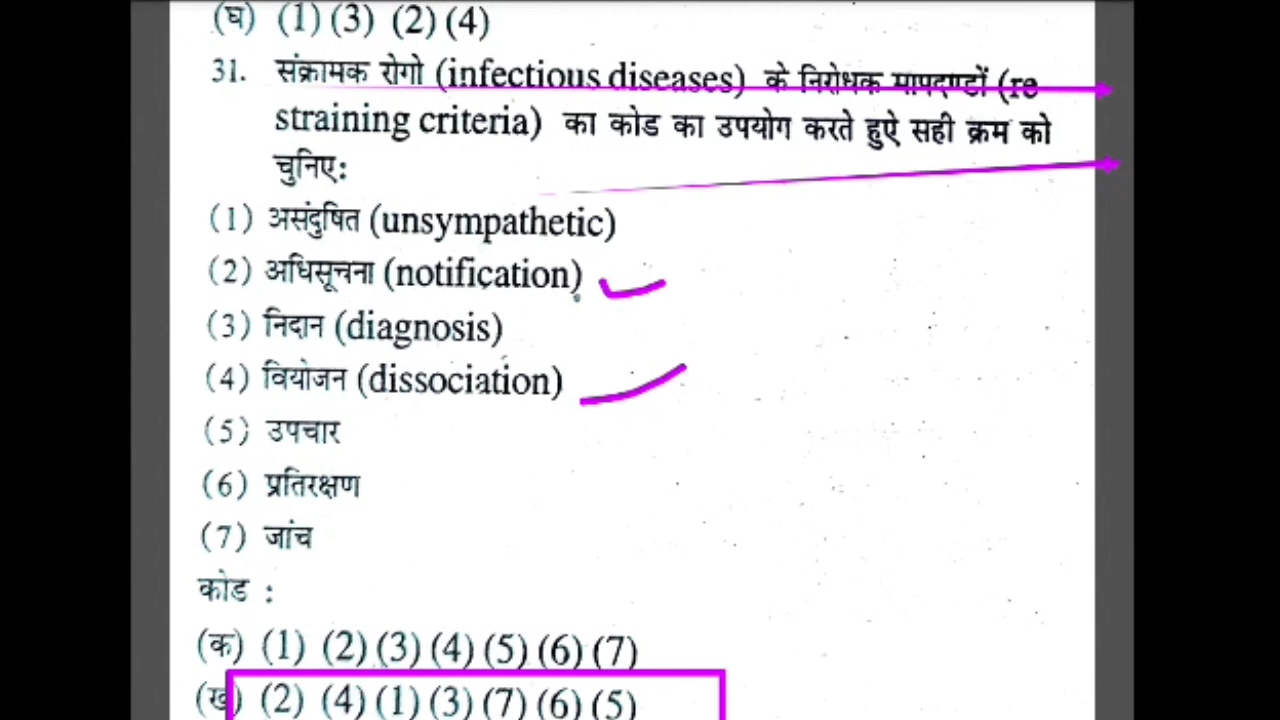 (घ) (1) (3) (2) (4)
31. संक्रामक रोगो (infectious diseases) के निरोधक मापदण्डों (re
straining criteria) का कोड का उपयोग करते हुऐ सही क्रम को
चुनिए:
(1) असंदुषित (unsympathetic)
(2) अधिसूचना (notification)
(3) निदान (diagnosis)
(4) वियोजन (dissociation)
(5) उपचार
(6) प्रतिरक्षण
(7) जांच
कोड :
(क) (1) (2) (3) (4) (5) (6) (7)
(ख) (2) (4) (1) (3) (7) (6) (5)